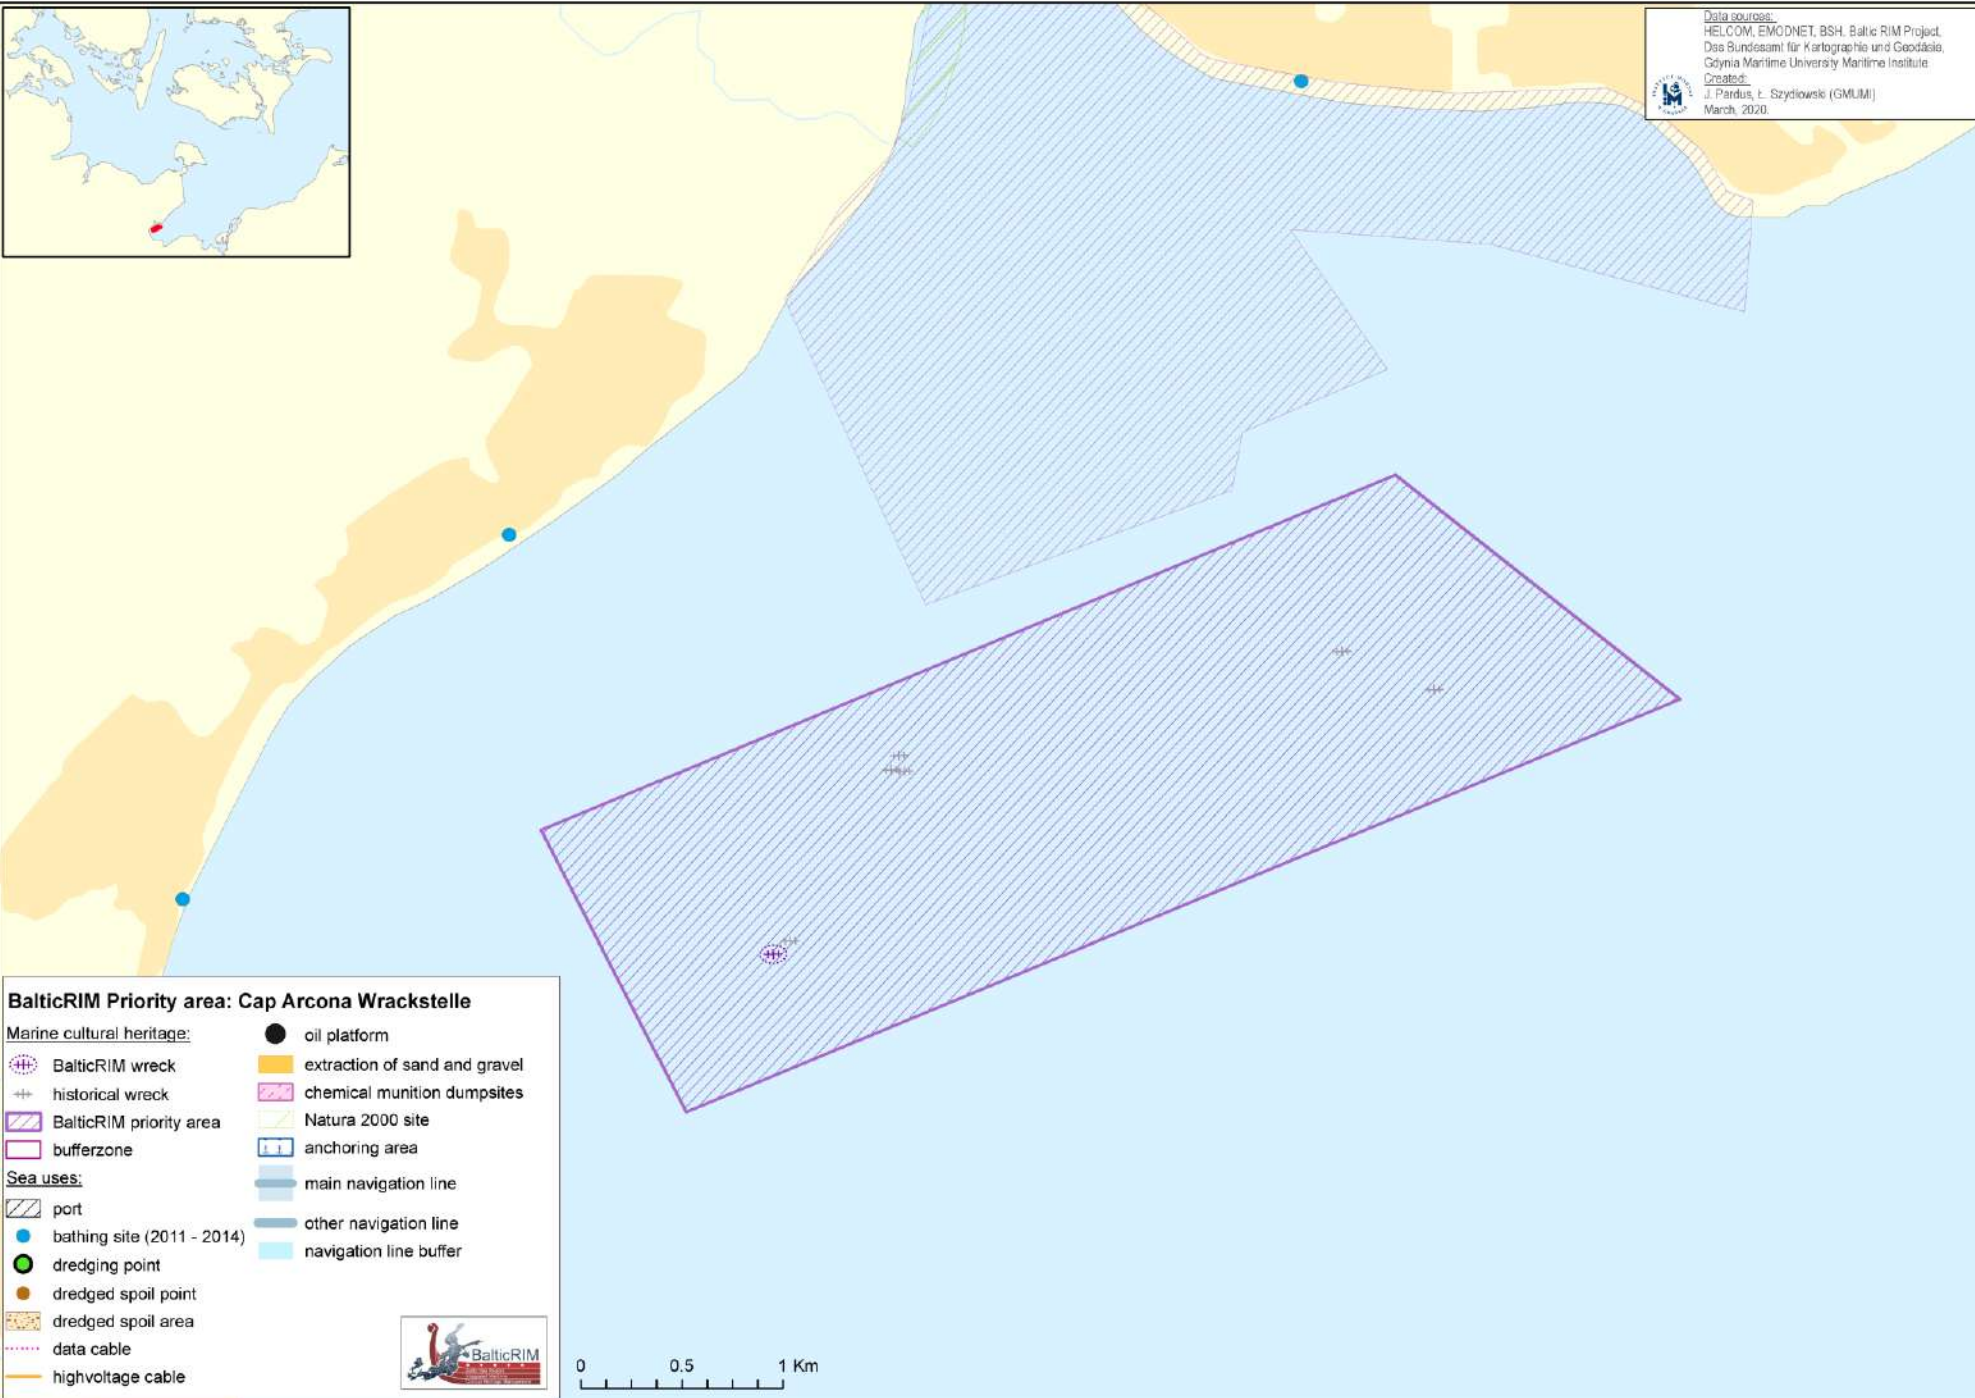 Data sources:
HELCOM, EMODNET, BSH, Baltic RIM Project,
Das Bundesamt für Kartographie und Geodäsie,
Gdynia Maritime University Maritime Institute
Created:
J. Pardus, Ł. Szydłowski (GMUMI)
March, 2020.
BalticRIM Priority area: Cap Arcona Wrackstelle
Marine cultural heritage:
BalticRIM wreck
historical wreck
BalticRIM priority area
bufferzone
Sea uses:
port
bathing site (2011 - 2014)
dredging point
dredged spoil point
dredged spoil area
data cable
highvoltage cable
oil platform
extraction of sand and gravel
chemical munition dumpsites
Natura 2000 site
anchoring area
main navigation line
other navigation line
navigation line buffer
BalticRIM
0 0.5 1 Km